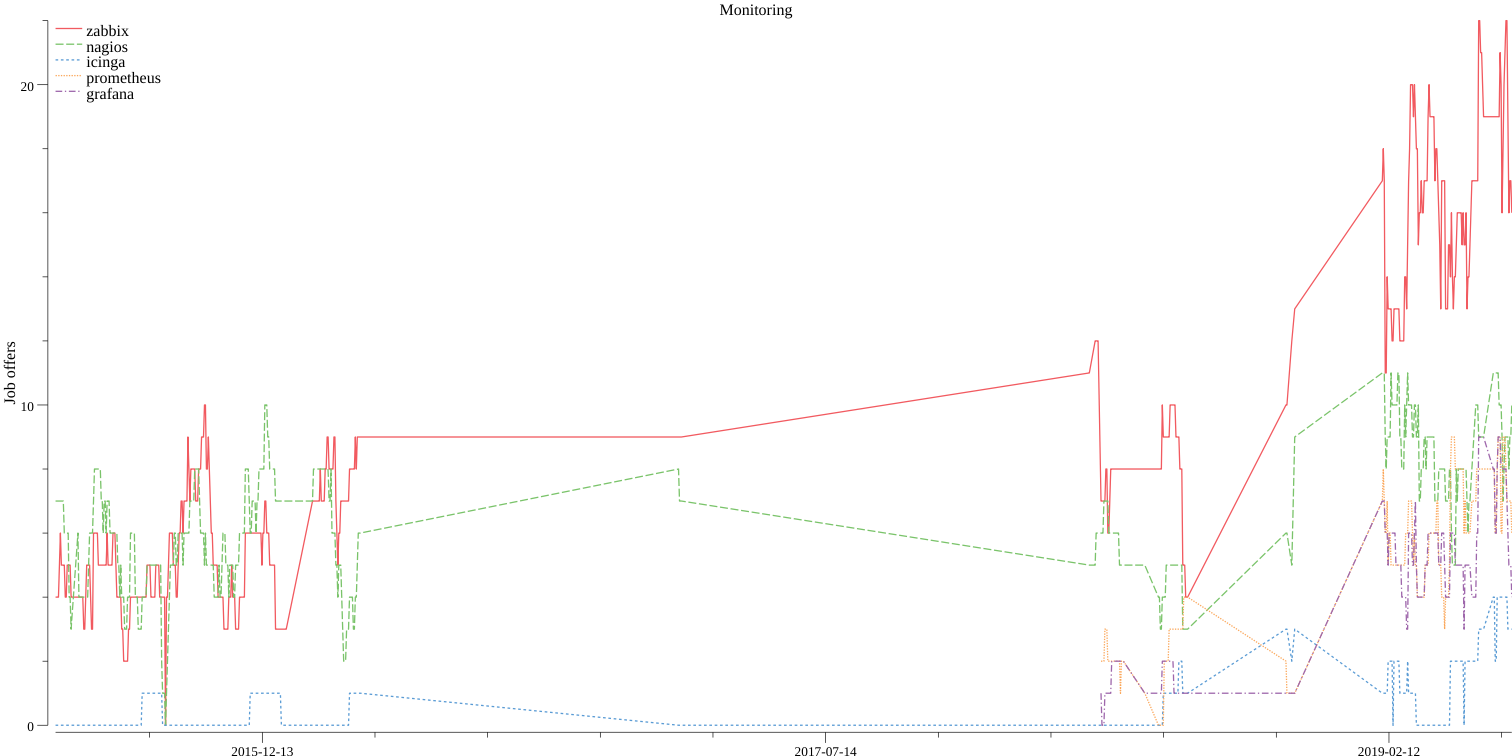 Monitoring
zabbix
nagios
icinga
prometheus
grafana
20
Job offers
10
0
2015-12-13
2017-07-14
2019-02-12